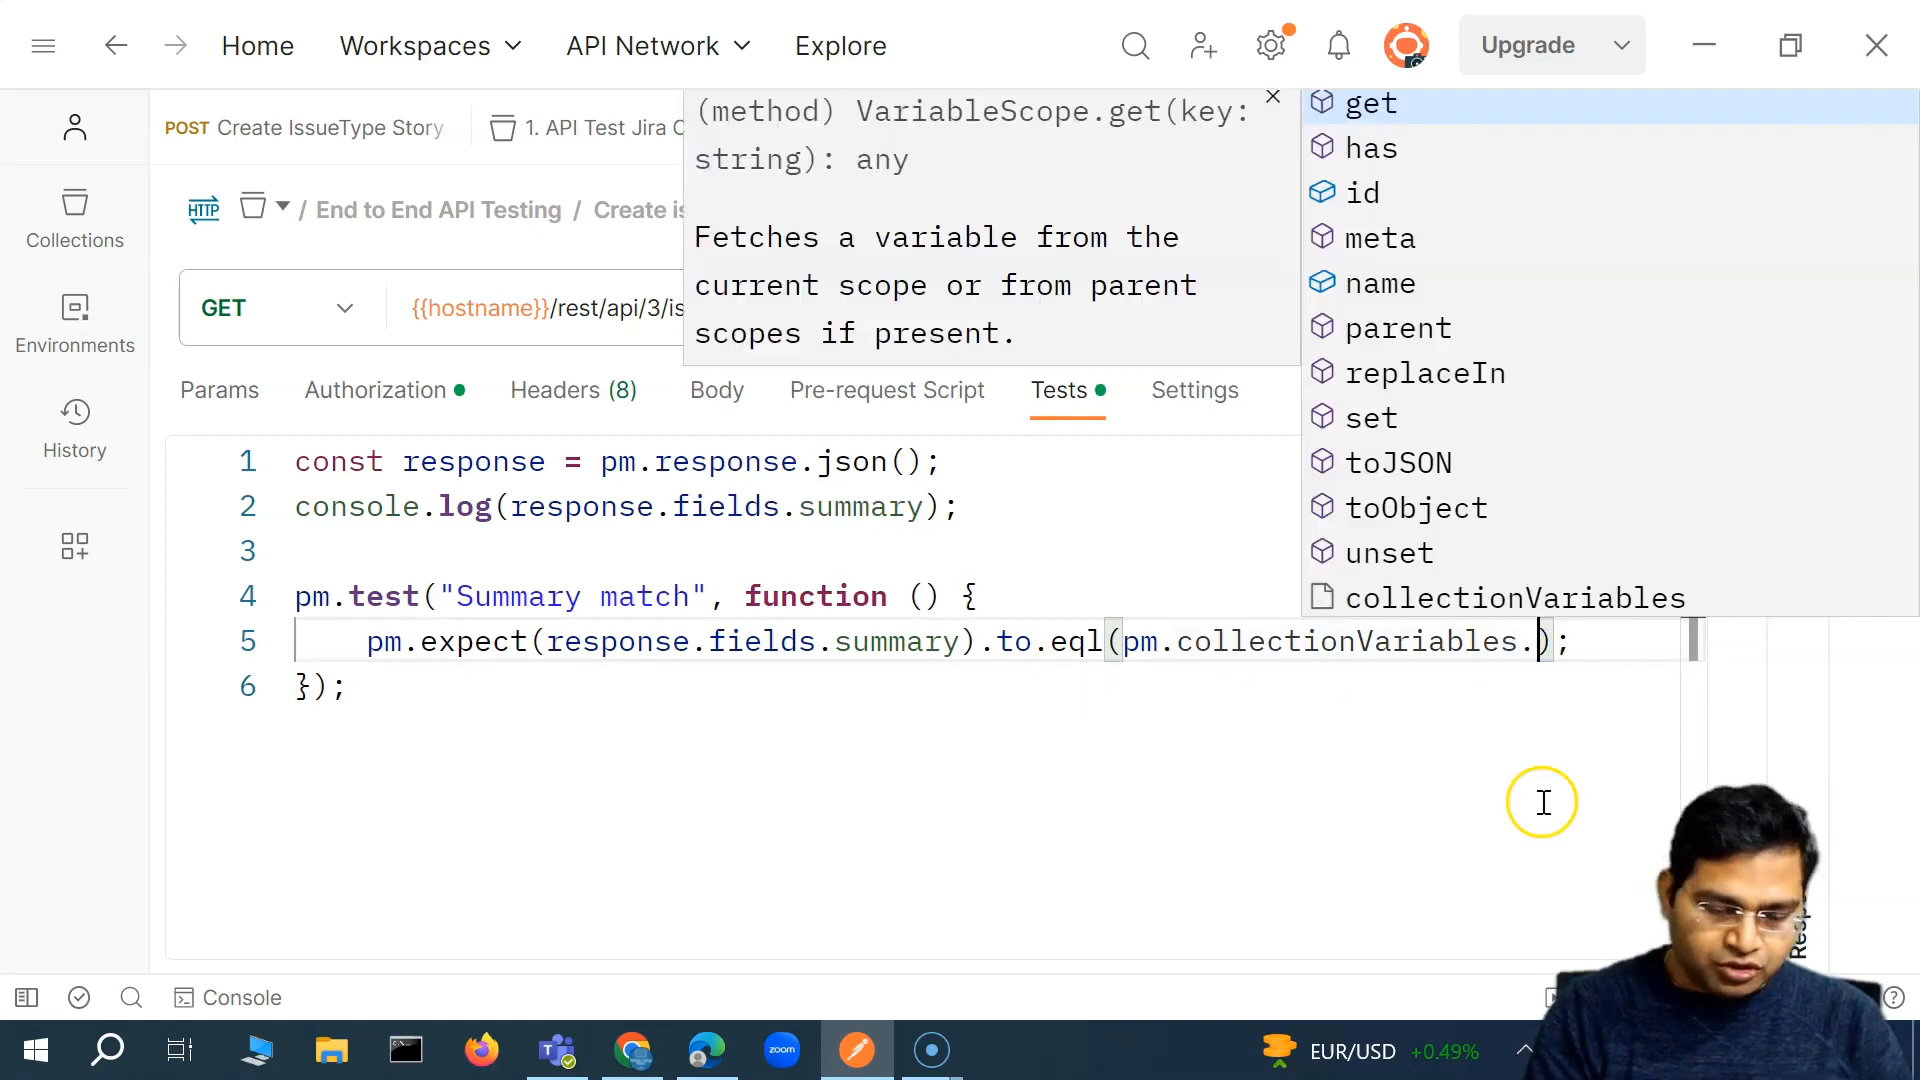 Home
Workspaces
API Network
Explore
Upgrade
POST Create IssueType Story
1. API Test Jira C
(method) VariableScope.get(key:
string): any
Fetches a variable from the
current scope or from parent
scopes if present.
get
has
id
meta
name
parent
replaceIn
set
toJSON
toObject
unset
collectionVariables
Collections
Environments
History
HTTP
/ End to End API Testing / Create is
GET
{{hostname}}/rest/api/3/is
Params
Authorization
Headers (8)
Body
Pre-request Script
Tests
Settings
1 const response = pm.response.json();
2 console.log(response.fields.summary);
3
4 pm.test("Summary match", function () {
5 pm.expect(response.fields.summary).to.eql(pm.collectionVariables.);
6 });
Resp
Console
zoom
EUR/USD +0.49%